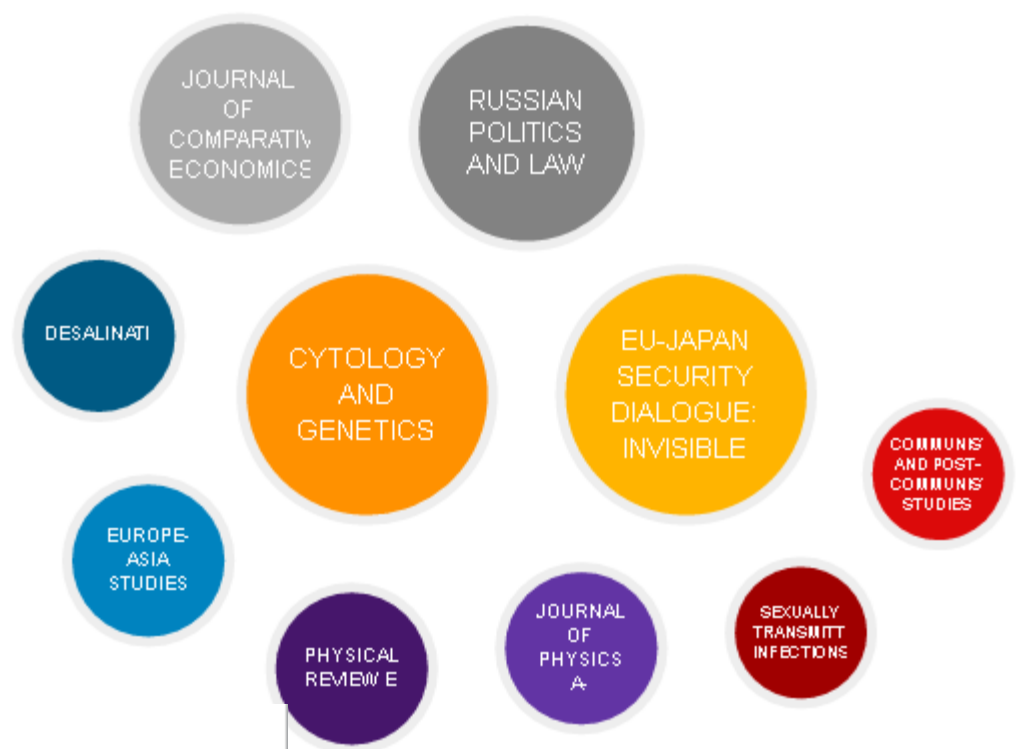 JOURNAL
OF
COMPARATIV
ECONOMICS
RUSSIAN
POLITICS
AND LAW
DESALINATI
CYTOLOGY
AND
GENETICS
EU-JAPAN
SECURITY
DIALOGUE:
INVISIBLE
COMMUNIS
AND POST-
COMMUNIS
STUDIES
EUROPE-
ASIA
STUDIES
PHYSICAL
REVIEW E
JOURNAL
OF
PHYSICS
A-
SEXUALLY
TRANSMITT
INFECTIONS